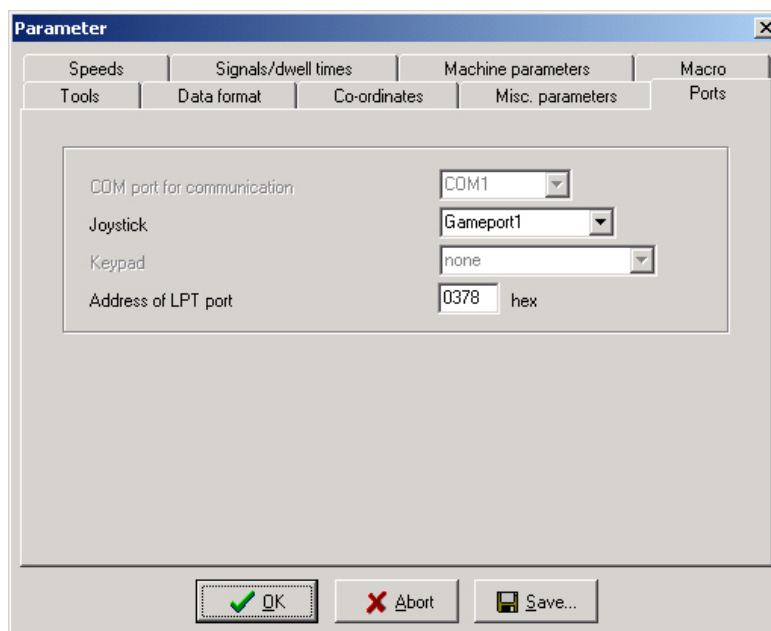 Parameter
Speeds Signals/dwell times Machine parameters Macro
Tools Data format Co-ordinates Misc. parameters Ports
COM port for communication COM1
Joystick Gameport1
Keypad none
Address of LPT port 0378 hex
OK Abort Save...